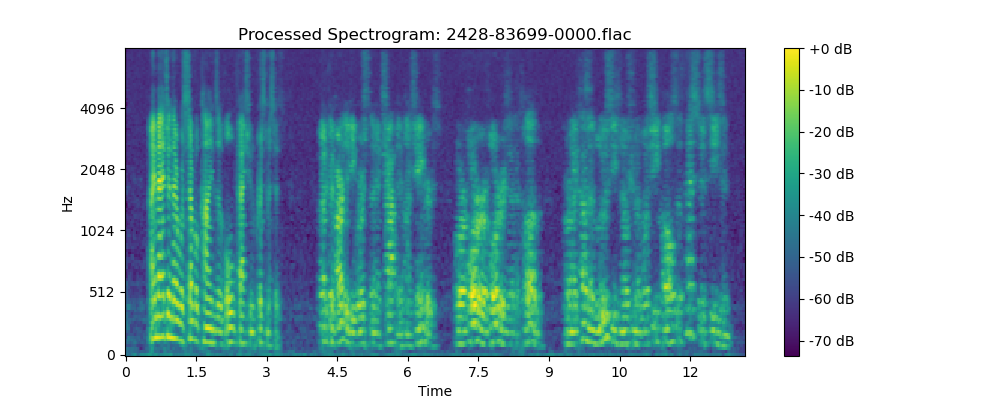 Processed Spectrogram: 2428-83699-0000.flac
Hz
4096
2048
1024
512
0
0 1.5 3 4.5 6 7.5 9 10 12
Time
+0 dB
-10 dB
-20 dB
-30 dB
-40 dB
-50 dB
-60 dB
-70 dB